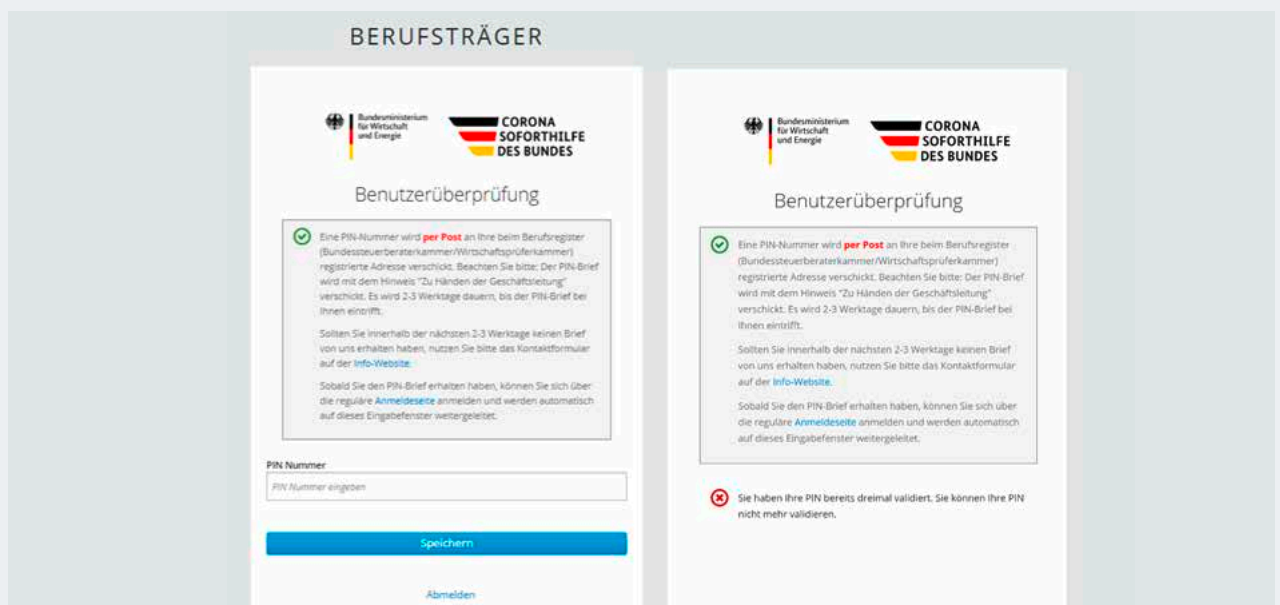 BERUFSTRÄGER
Bundesministerium
für Wirtschaft
und Energie
CORONA
SOFORTHILFE
DES BUNDES
Benutzerüberprüfung
Eine PIN-Nummer wird per Post an Ihre beim Berufsregister
(Bundessteuerberaterkammer/Wirtschaftsprüferkammer)
registrierte Adresse verschickt. Beachten Sie bitte: Der PIN-Brief
wird mit dem Hinweis "Zu Händen der Geschäftsleitung"
verschickt. Es wird 2-3 Werktage dauern, bis der PIN-Brief bei
Ihnen eintrifft.
Sollten Sie innerhalb der nächsten 2-3 Werktage keinen Brief
von uns erhalten haben, nutzen Sie bitte das Kontaktformular
auf der Info-Website.
Sobald Sie den PIN-Brief erhalten haben, können Sie sich über
die reguläre Anmeldeseite anmelden und werden automatisch
auf dieses Eingabefenster weitergeleitet.
PIN Nummer
PIN Nummer eingeben
Speichern
Abmelden
Bundesministerium
für Wirtschaft
und Energie
CORONA
SOFORTHILFE
DES BUNDES
Benutzerüberprüfung
Eine PIN-Nummer wird per Post an Ihre beim Berufsregister
(Bundessteuerberaterkammer/Wirtschaftsprüferkammer)
registrierte Adresse verschickt. Beachten Sie bitte: Der PIN-Brief
wird mit dem Hinweis "Zu Händen der Geschäftsleitung"
verschickt. Es wird 2-3 Werktage dauern, bis der PIN-Brief bei
Ihnen eintrifft.
Sollten Sie innerhalb der nächsten 2-3 Werktage keinen Brief
von uns erhalten haben, nutzen Sie bitte das Kontaktformular
auf der Info-Website.
Sobald Sie den PIN-Brief erhalten haben, können Sie sich über
die reguläre Anmeldeseite anmelden und werden automatisch
auf dieses Eingabefenster weitergeleitet.
Sie haben Ihre PIN bereits dreimal validiert. Sie können Ihre PIN
nicht mehr validieren.